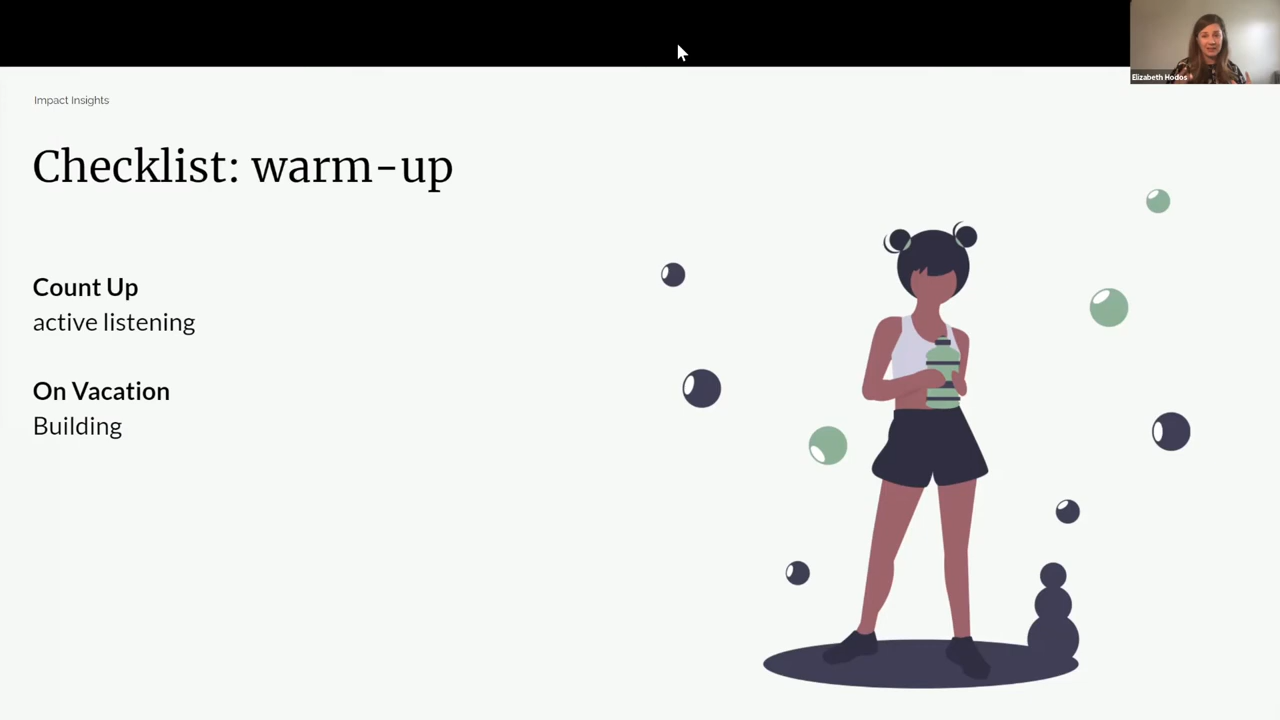 Elizabeth Hodos
Impact Insights
Checklist: warm-up
Count Up
active listening
On Vacation
Building